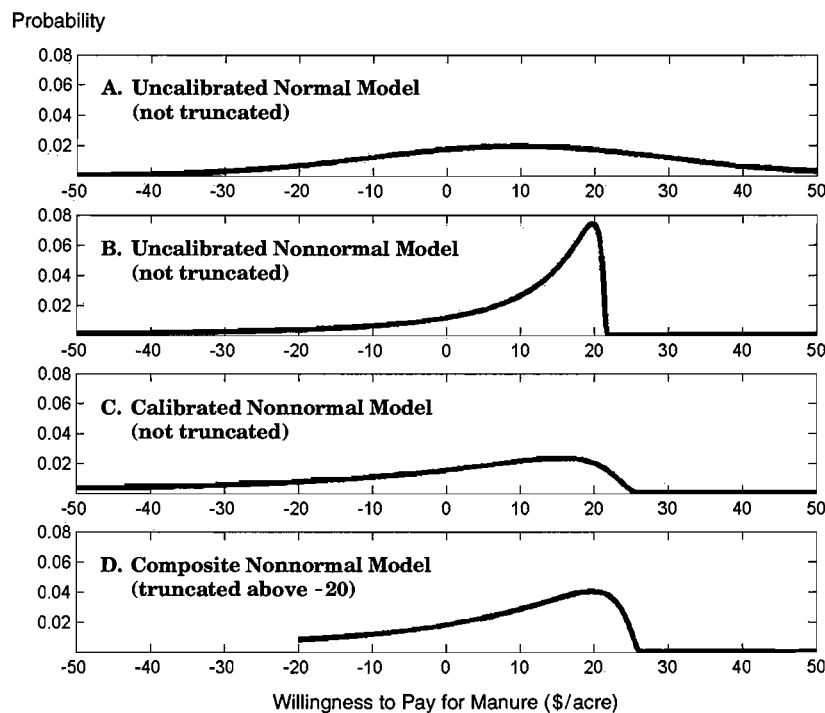 Probability
0.08
A. Uncalibrated Normal Model
0.06
(not truncated)
0.04
0.02
-50 -40 -30 -20 -10 0 10 20 30 40 50
0.08
B. Uncalibrated Nonnormal Model
0.06
(not truncated)
0.04
0.02
-50 -40 -30 -20 -10 0 10 20 30 40 50
0.08
C. Calibrated Nonnormal Model
0.06
(not truncated)
0.04
0.02
-50 -40 -30 -20 -10 0 10 20 30 40 50
0.08
D. Composite Nonnormal Model
0.06
(truncated above -20)
0.04
0.02
-50 -40 -30 -20 -10 0 10 20 30 40 50
Willingness to Pay for Manure ($/acre)